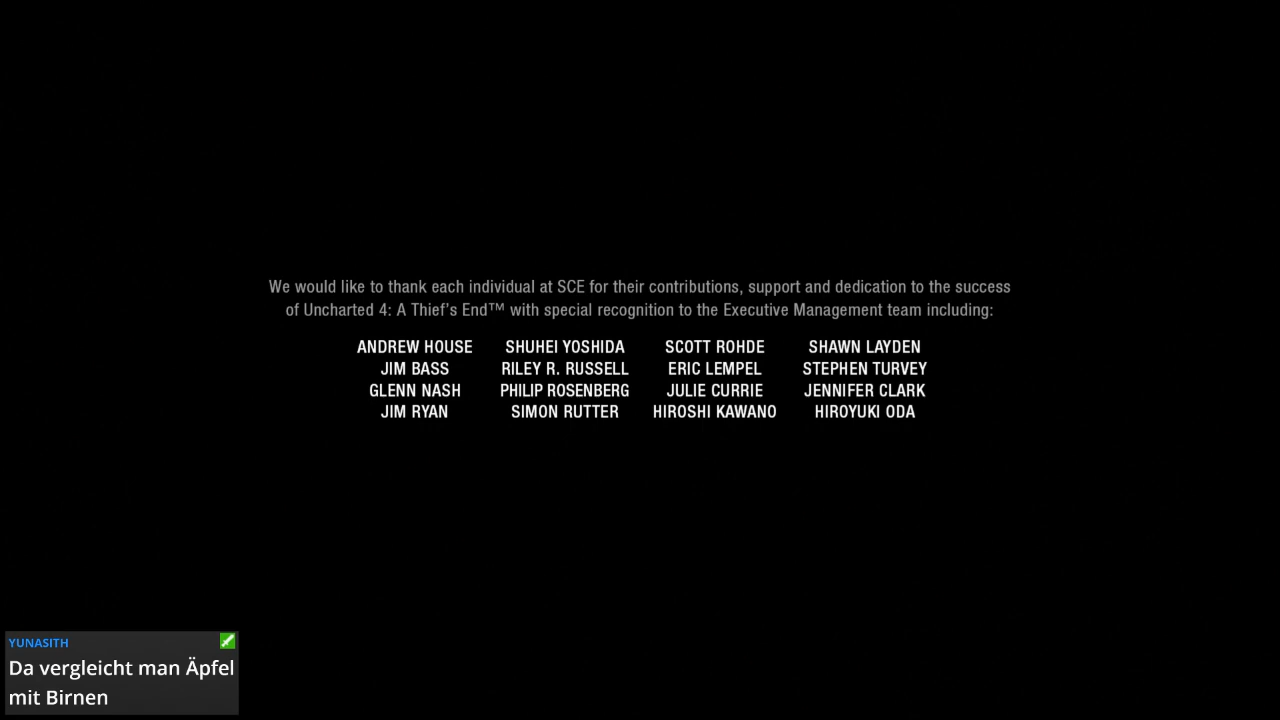 We would like to thank each individual at SCE for their contributions, support and dedication to the success
of Uncharted 4: A Thief's End™ with special recognition to the Executive Management team including:
ANDREW HOUSE SHUHEI YOSHIDA SCOTT ROHDE SHAWN LAYDEN
JIM BASS RILEY R. RUSSELL ERIC LEMPEL STEPHEN TURVEY
GLENN NASH PHILIP ROSENBERG JULIE CURRIE JENNIFER CLARK
JIM RYAN SIMON RUTTER HIROSHI KAWANO HIROYUKI ODA
YUNASITH
Da vergleicht man Äpfel
mit Birnen